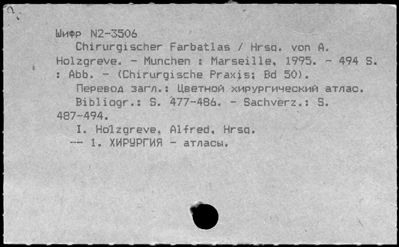 Шифр N2-3506
Chirurgischer Farbatlas / Hrsg. von A.
Holzgreve. - Munchen : Marseille, 1995. - 494 S.
: Abb. - (Chirurgische Praxis; Bd 50).
Перевод загл.: Цветной хирургический атлас.
Bibliogr.: S. 477-486. - Sachverz.: S.
487-494.
I. Holzgreve, Alfred, Hrsg.
-- 1. ХИРУРГИЯ - атласы.